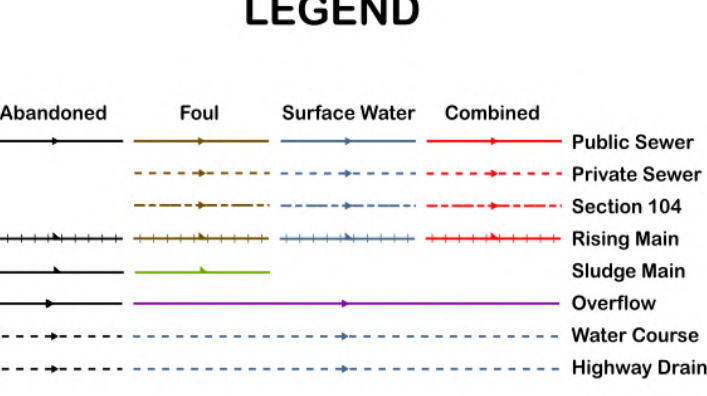 LEGEND
Abandoned Foul Surface Water Combined
Public Sewer
Private Sewer
Section 104
Rising Main
Sludge Main
Overflow
Water Course
Highway Drain